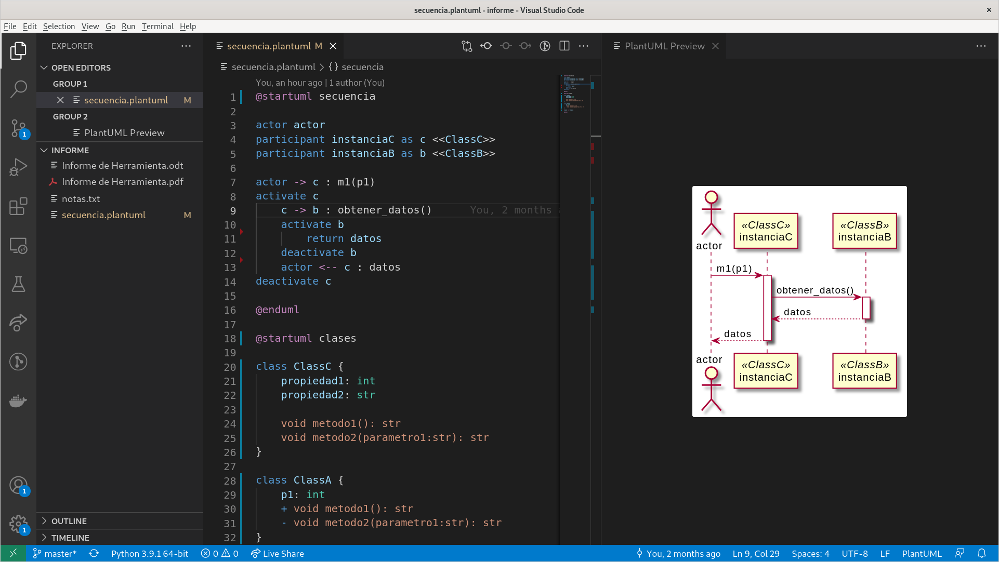 secuencia.plantuml - informe - Visual Studio Code
File Edit Selection View Go Run Terminal Help
EXPLORER
OPEN EDITORS
GROUP 1
secuencia.plantuml M
GROUP 2
PlantUML Preview
INFORME
Informe de Herramienta.odt
Informe de Herramienta.pdf
notas.txt
secuencia.plantuml M
OUTLINE
TIMELINE
1
1
1
secuencia.plantuml M
secuencia.plantuml > {} secuencia
You, an hour ago | 1 author (You)
1 @startuml secuencia
2
3 actor actor
4 participant instanciaC as c <<ClassC>>
5 participant instanciaB as b <<ClassB>>
6
7 actor -> c : m1(p1)
8 activate c
9 c -> b : obtener_datos() You, 2 months
10 activate b
11 return datos
12 deactivate b
13 actor <-- c : datos
14 deactivate c
15
16 @enduml
17
18 @startuml clases
19
20 class ClassC {
21 propiedad1: int
22 propiedad2: str
23
24 void metodo1(): str
25 void metodo2(parametro1:str): str
26 }
27
28 class ClassA {
29 p1: int
30 + void metodo1(): str
31 - void metodo2(parametro1:str): str
32 }
PlantUML Preview
actor
«ClassC»
instanciaC
«ClassB»
instanciaB
m1(p1)
obtener_datos()
datos
datos
actor
«ClassC»
instanciaC
«ClassB»
instanciaB
master* Python 3.9.1 64-bit 0 0 Live Share You, 2 months ago Ln 9, Col 29 Spaces: 4 UTF-8 LF PlantUML